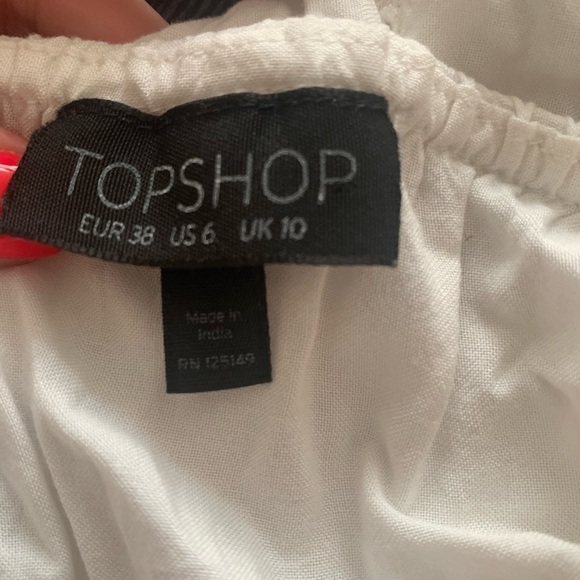 TOPSHOP
EUR 38 US 6 UK 10
Made in
India
RN 125149